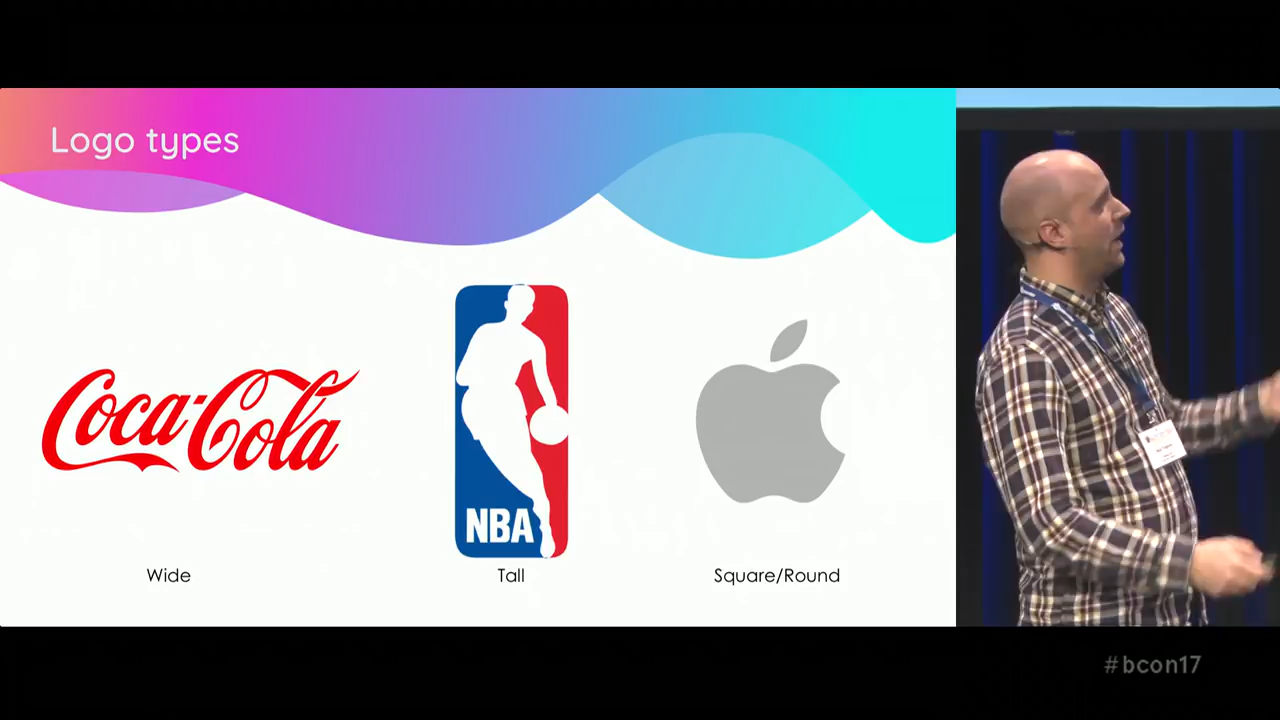 Logo types
Coca-Cola
NBA
Wide
Tall
Square/Round
#bcon17